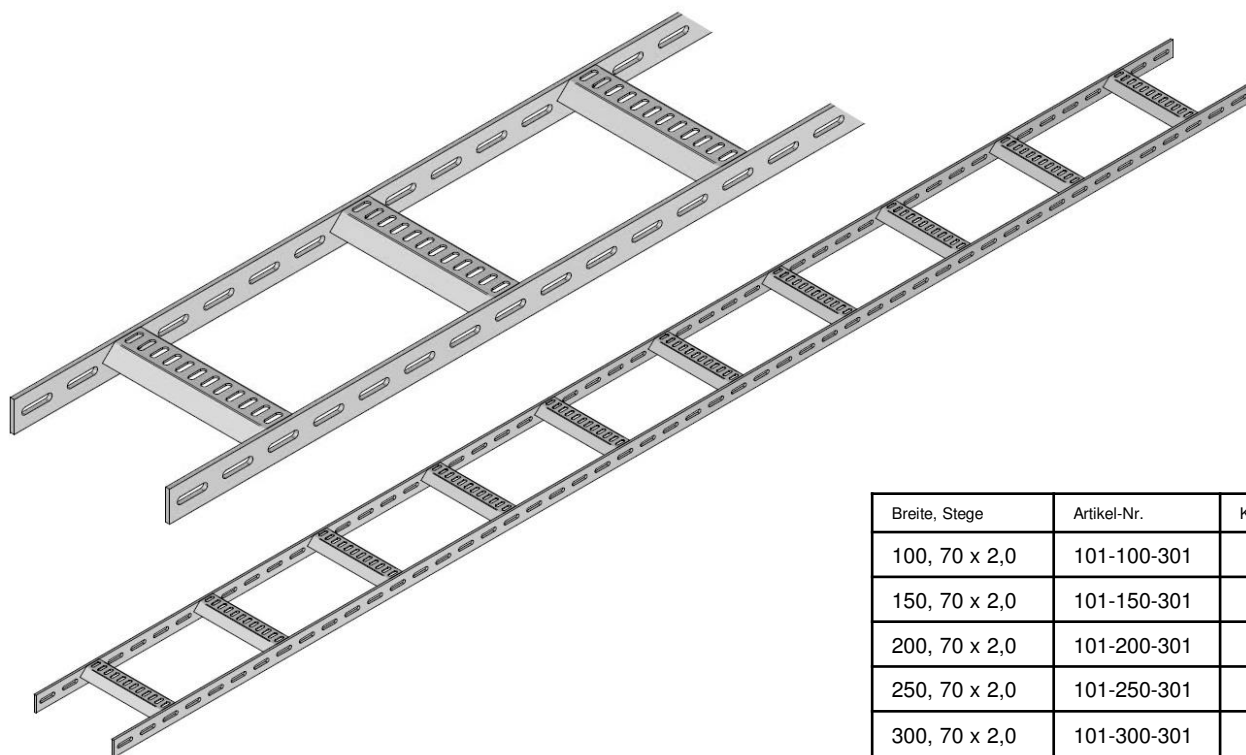 Breite, Stege Artikel-Nr. K
100, 70 x 2,0 101-100-301
150, 70 x 2,0 101-150-301
200, 70 x 2,0 101-200-301
250, 70 x 2,0 101-250-301
300, 70 x 2,0 101-300-301